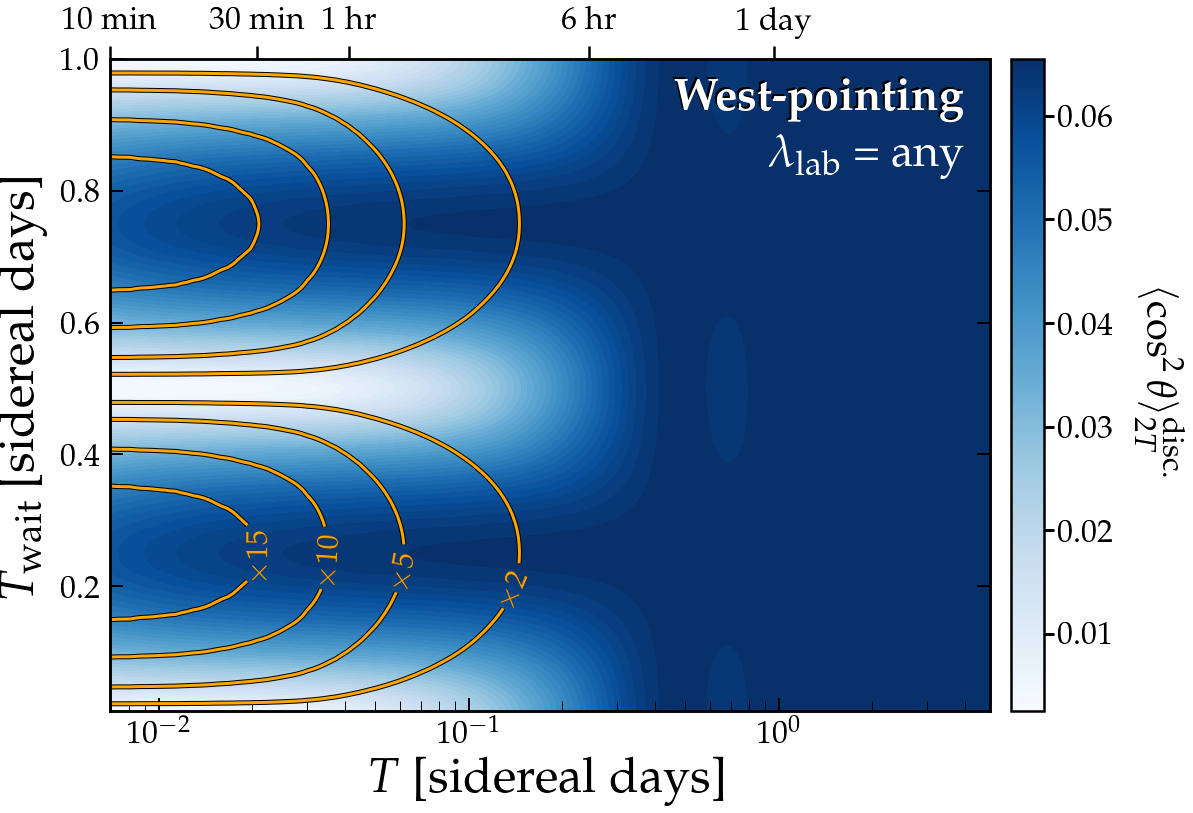 10 min 30 min 1 hr 6 hr 1 day
West-pointing
λ_lab = any
1.0
0.8
0.6
0.4
0.2
T_wait [sidereal days]
×15 ×10 ×5 ×2
10⁻² 10⁻¹ 10⁰
T [sidereal days]
0.06
0.05
0.04
0.03
0.02
0.01
⟨cos² θ⟩_{2T}^{disc.}